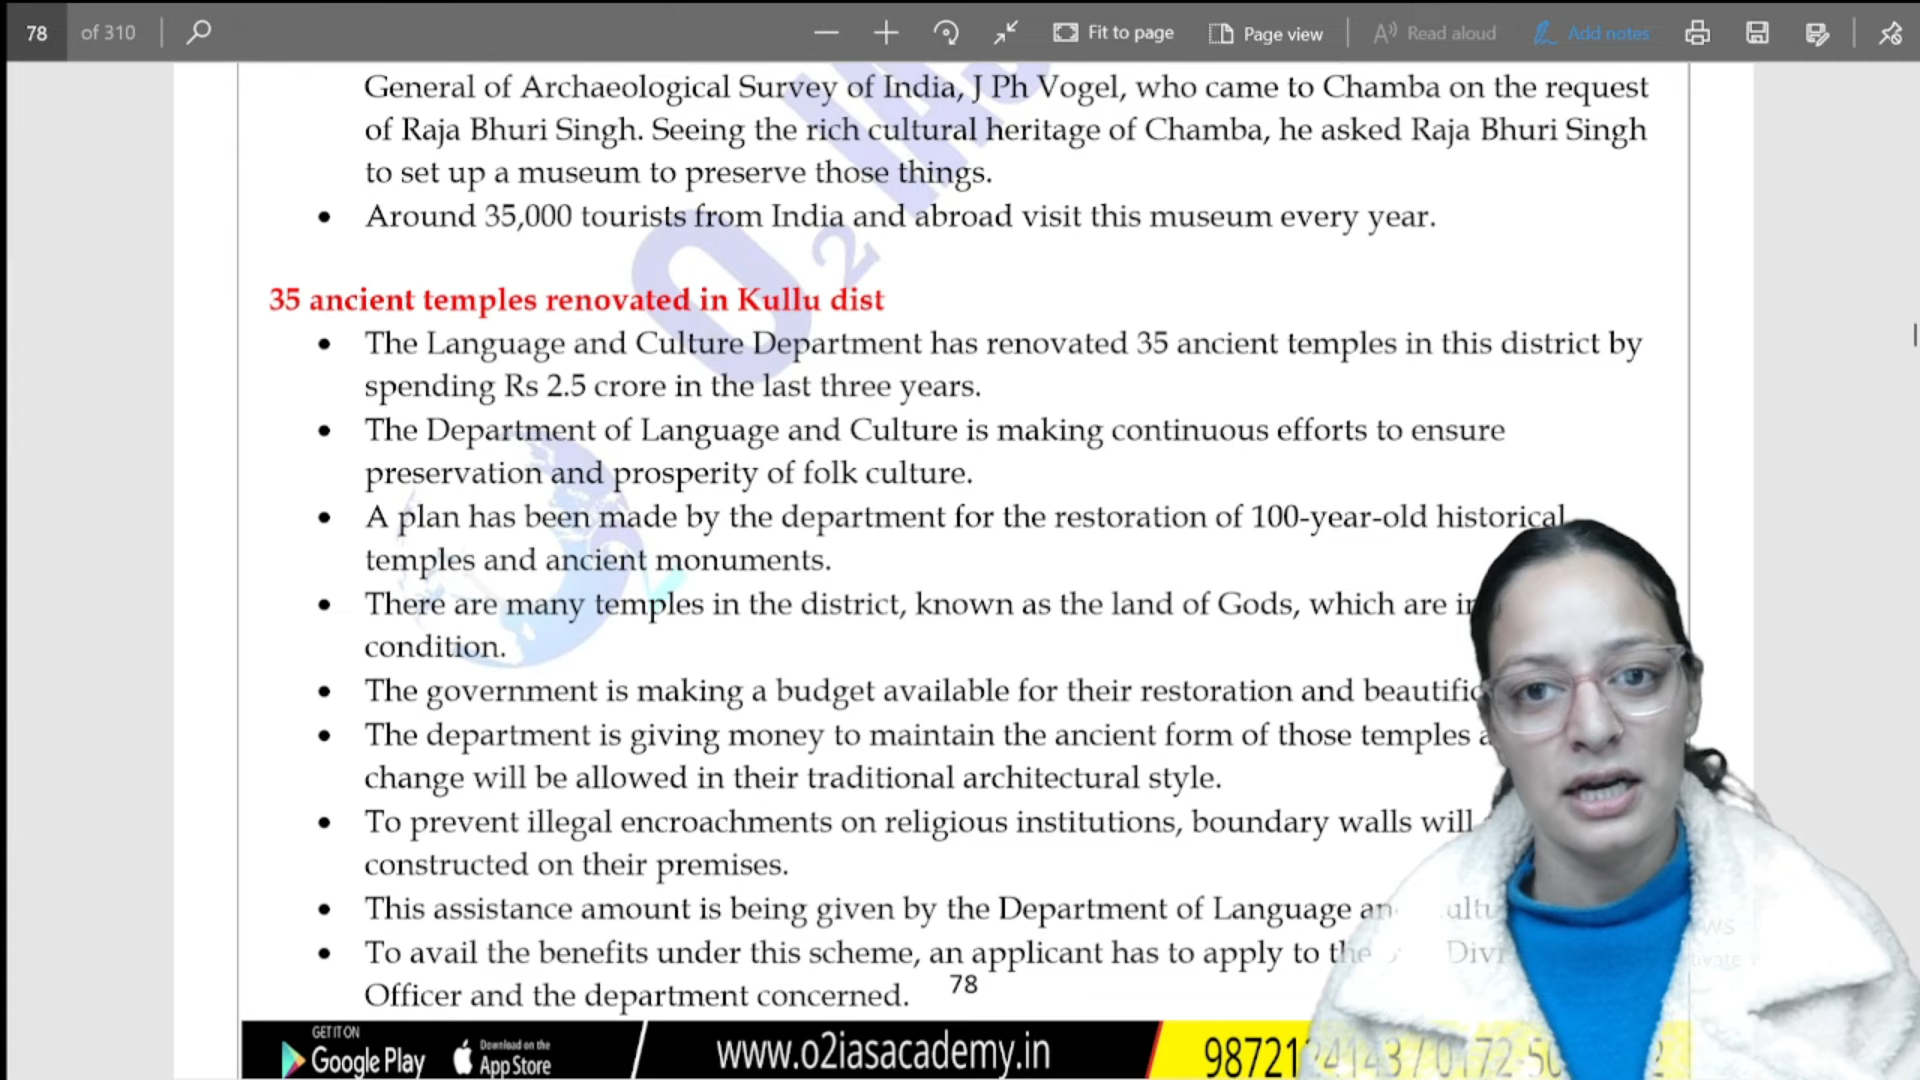 78 of 310 Fit to page Page view Read aloud Add notes
General of Archaeological Survey of India, J Ph Vogel, who came to Chamba on the request
of Raja Bhuri Singh. Seeing the rich cultural heritage of Chamba, he asked Raja Bhuri Singh
to set up a museum to preserve those things.
• Around 35,000 tourists from India and abroad visit this museum every year.
35 ancient temples renovated in Kullu dist
• The Language and Culture Department has renovated 35 ancient temples in this district by
spending Rs 2.5 crore in the last three years.
• The Department of Language and Culture is making continuous efforts to ensure
preservation and prosperity of folk culture.
• A plan has been made by the department for the restoration of 100-year-old historical
temples and ancient monuments.
• There are many temples in the district, known as the land of Gods, which are
condition.
• The government is making a budget available for their restoration and
• The department is giving money to maintain the ancient form of those temples
change will be allowed in their traditional architectural style.
• To prevent illegal encroachments on religious institutions, boundary walls will
constructed on their premises.
• This assistance amount is being given by the Department of Language
• To avail the benefits under this scheme, an applicant has to apply to the
Officer and the department concerned.
78
GET IT ON
Google Play
Download on the
App Store
www.o2iasacademy.in
O2 IAS